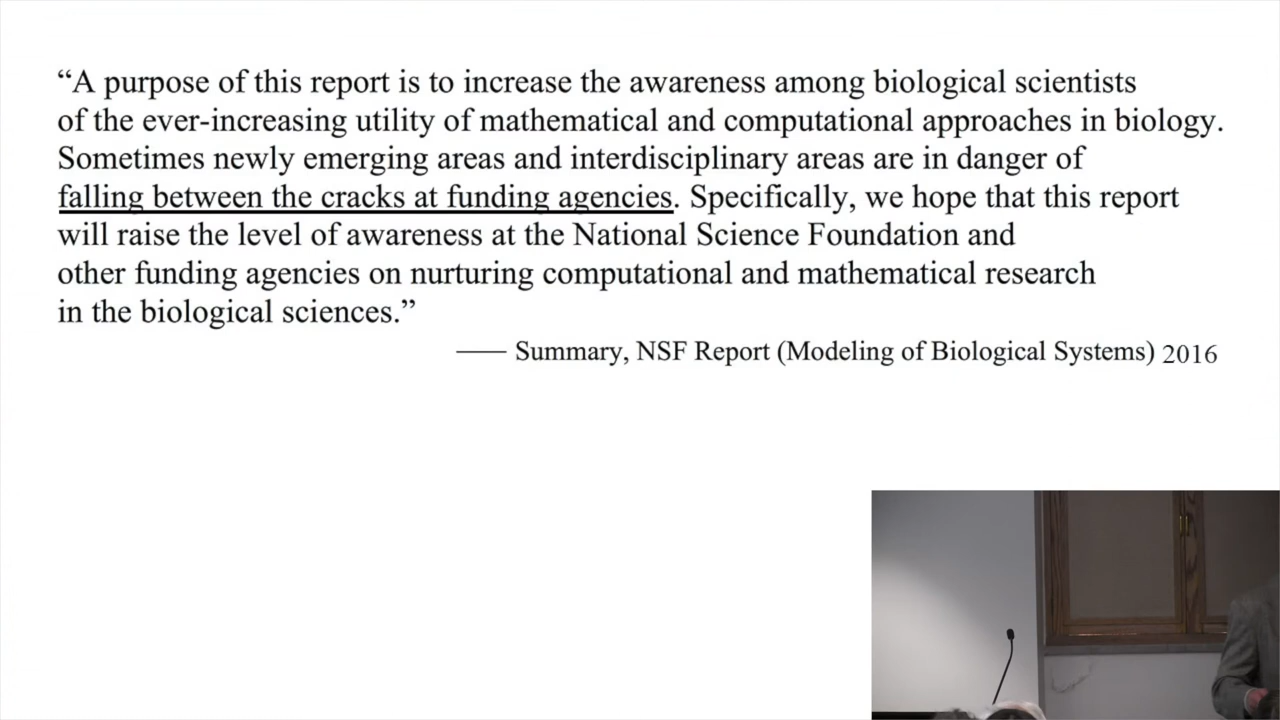 “A purpose of this report is to increase the awareness among biological scientists
of the ever-increasing utility of mathematical and computational approaches in biology.
Sometimes newly emerging areas and interdisciplinary areas are in danger of
falling between the cracks at funding agencies. Specifically, we hope that this report
will raise the level of awareness at the National Science Foundation and
other funding agencies on nurturing computational and mathematical research
in the biological sciences.”
—— Summary, NSF Report (Modeling of Biological Systems) 2016